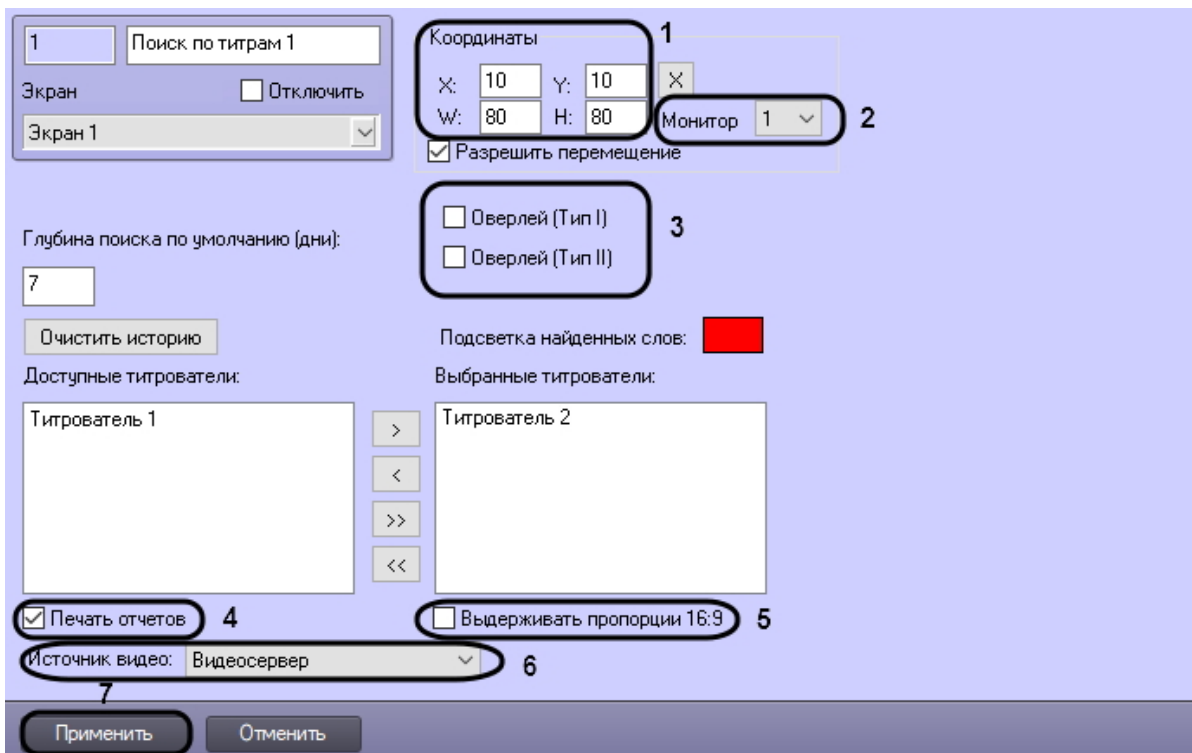 1 Поиск по титрам 1
Экран Отключить
Экран 1
Координаты 1
X: 10 Y: 10 X
W: 80 H: 80 Монитор 1 2
Разрешить перемещение
Оверлей (Тип I)
3
Оверлей (Тип II)
Глубина поиска по умолчанию (дни):
7
Очистить историю Подсветка найденных слов:
Доступные титрователи: Выбранные титрователи:
Титрователь 1 Титрователь 2
>
<
>>
<<
Печать отчетов 4 Выдерживать пропорции 16:9 5
Источник видео: Видеосервер 6
7
Применить Отменить